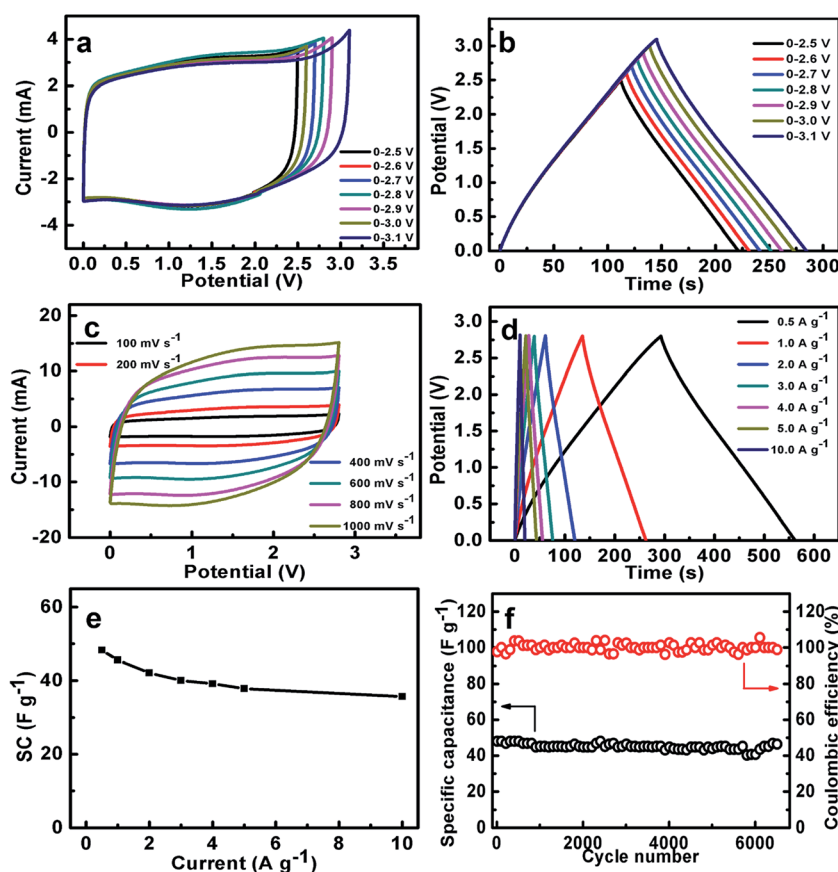 a
Current (mA)
4
2
0
-2
-4
0-2.5 V
0-2.6 V
0-2.7 V
0-2.8 V
0-2.9 V
0-3.0 V
0-3.1 V
0.0 0.5 1.0 1.5 2.0 2.5 3.0 3.5
Potential (V)
b
Potential (V)
3.0
2.5
2.0
1.5
1.0
0.5
0.0
0-2.5 V
0-2.6 V
0-2.7 V
0-2.8 V
0-2.9 V
0-3.0 V
0-3.1 V
0 50 100 150 200 250 300
Time (s)
c
Current (mA)
20
10
0
-10
-20
100 mV s⁻¹
200 mV s⁻¹
400 mV s⁻¹
600 mV s⁻¹
800 mV s⁻¹
1000 mV s⁻¹
0 1 2 3
Potential (V)
d
Potential (V)
3.0
2.5
2.0
1.5
1.0
0.5
0.0
0.5 A g⁻¹
1.0 A g⁻¹
2.0 A g⁻¹
3.0 A g⁻¹
4.0 A g⁻¹
5.0 A g⁻¹
10.0 A g⁻¹
0 100 200 300 400 500 600
Time (s)
e
SC (F g⁻¹)
60
40
20
0
0 2 4 6 8 10
Current (A g⁻¹)
f
Specific capacitance (F g⁻¹)
120
100
80
60
40
20
0
0 2000 4000 6000
Cycle number
120
100
80
60
40
20
0
Coulombic efficiency (%)